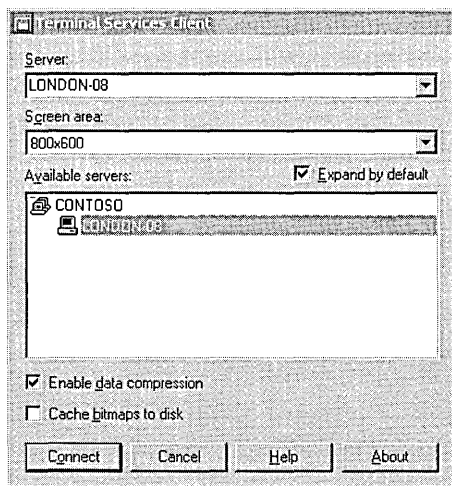 Terminal Services Client
Server:
LONDON-08
Screen area:
800x600
Available servers:
Expand by default
CONTOSO
LONDON-08
Enable data compression
Cache bitmaps to disk
Connect Cancel Help About